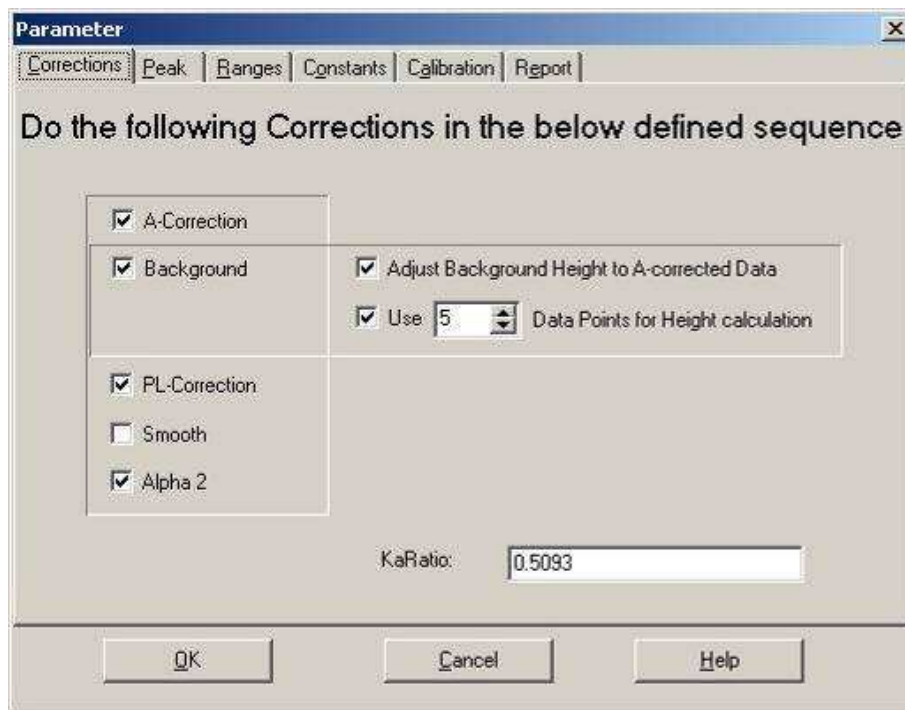 Parameter
Corrections Peak Ranges Constants Calibration Report
Do the following Corrections in the below defined sequence
A-Correction
Background Adjust Background Height to A-corrected Data
Use 5 Data Points for Height calculation
PL-Correction
Smooth
Alpha 2
KaRatio: 0.5093
OK Cancel Help